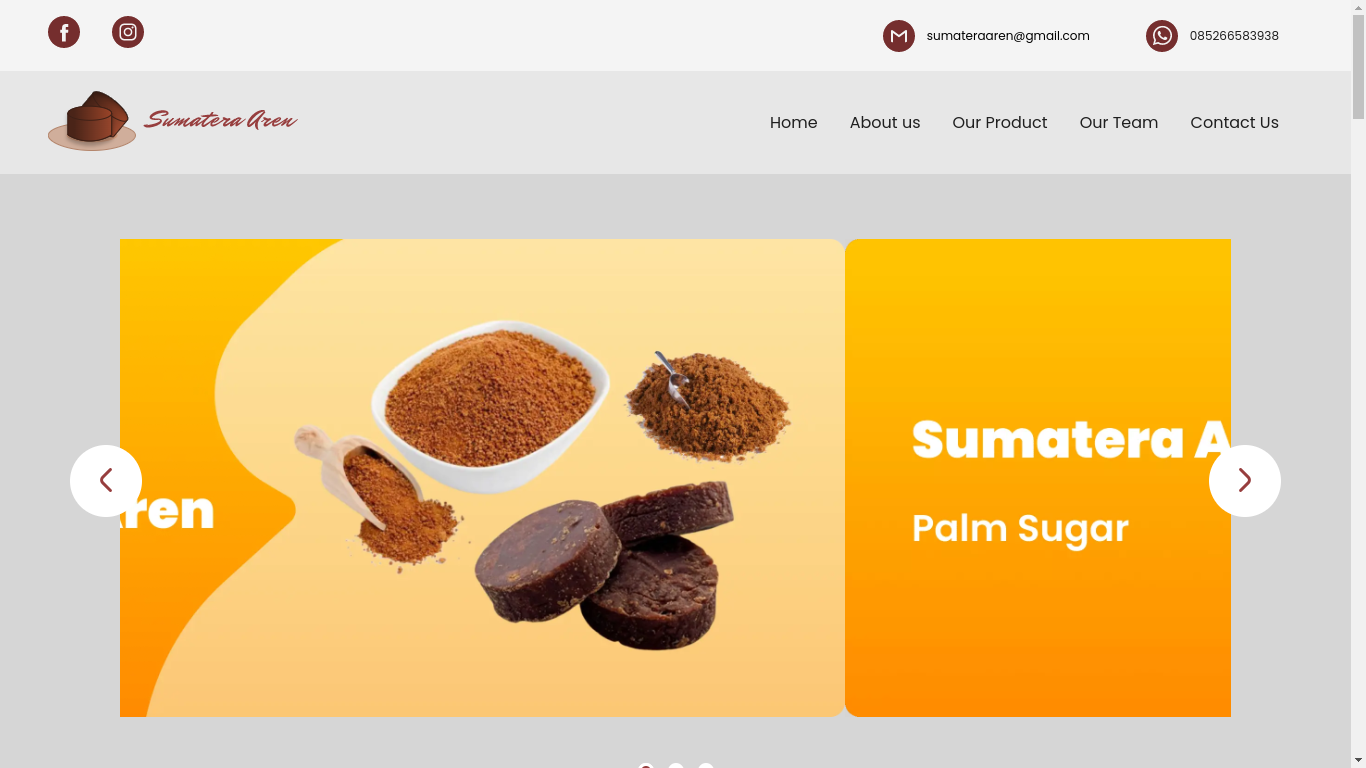 sumateraaren@gmail.com
085266583938
Sumatera Aren
Home
About us
Our Product
Our Team
Contact Us
ren
Sumatera A
Palm Sugar